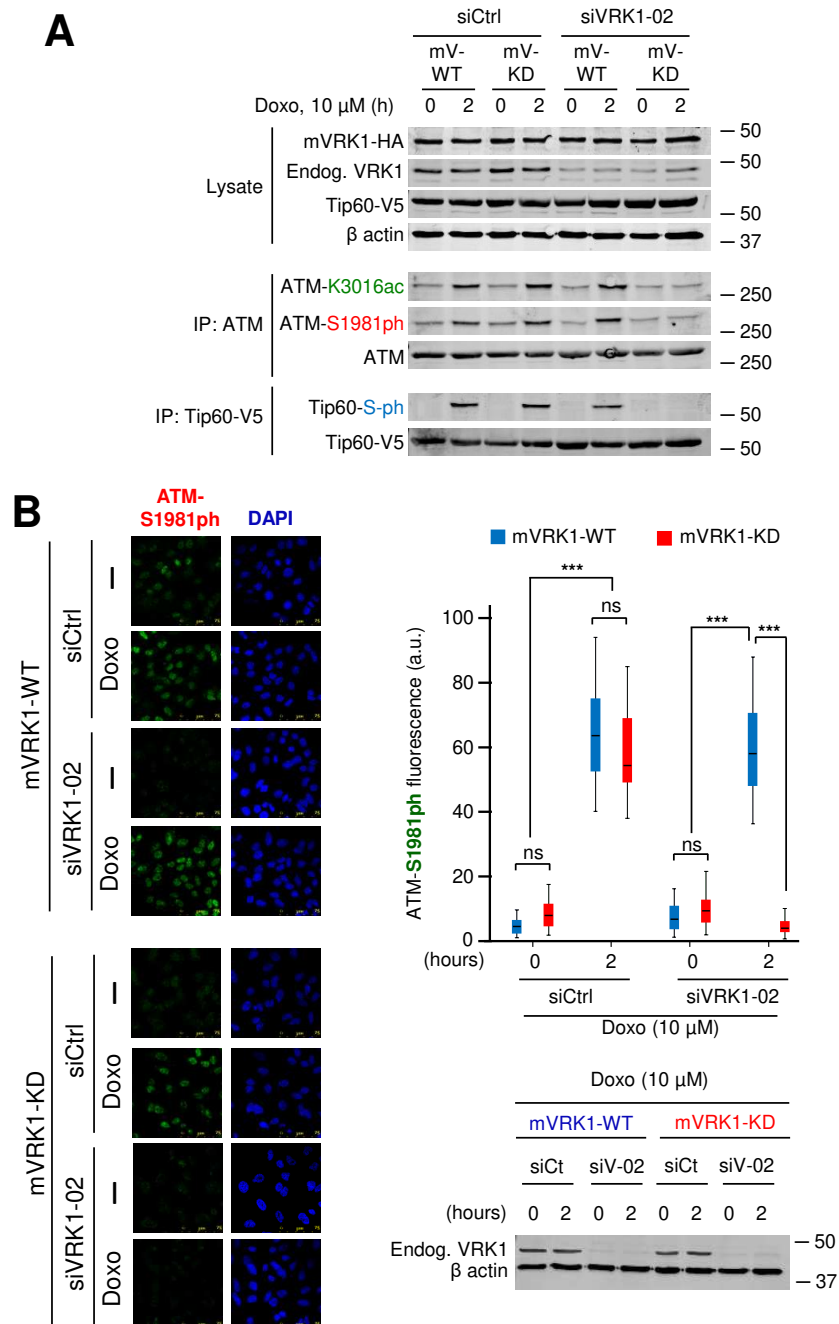 A
siCtrl siVRK1-02
mV- mV- mV- mV-
WT KD WT KD
Doxo, 10 µM (h) 0 2 0 2 0 2 0 2
Lysate
mVRK1-HA – 50
Endog. VRK1 – 50
Tip60-V5 – 50
β actin – 37
IP: ATM
ATM-K3016ac – 250
ATM-S1981ph – 250
ATM – 250
IP: Tip60-V5
Tip60-S-ph – 50
Tip60-V5 – 50
B
ATM-
S1981ph DAPI
mVRK1-WT
siCtrl
–
Doxo
siVRK1-02
–
Doxo
mVRK1-KD
siCtrl
–
Doxo
siVRK1-02
–
Doxo
mVRK1-WT mVRK1-KD
ATM-S1981ph fluorescence (a.u.)
100
80
60
40
20
0
ns *** ns
ns *** ***
(hours) 0 2 0 2
siCtrl siVRK1-02
Doxo (10 µM)
Doxo (10 µM)
mVRK1-WT mVRK1-KD
siCt siV-02 siCt siV-02
(hours) 0 2 0 2 0 2 0 2
Endog. VRK1 – 50
β actin – 37